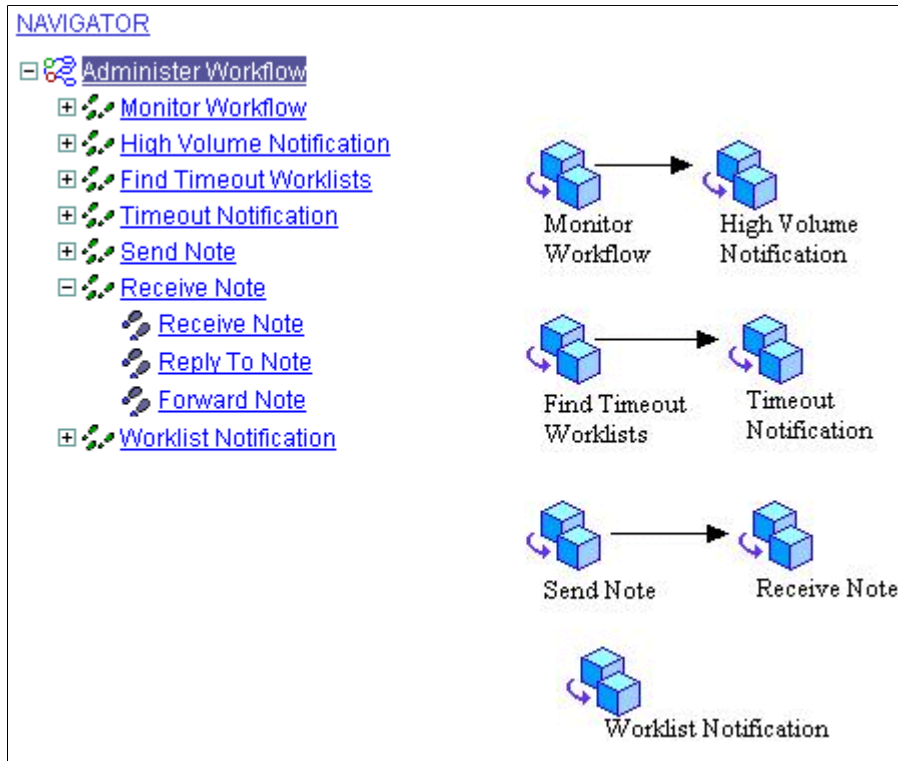 NAVIGATOR
Administer Workflow
Monitor Workflow
High Volume Notification
Find Timeout Worklists
Timeout Notification
Send Note
Receive Note
Receive Note
Reply To Note
Forward Note
Worklist Notification
Monitor
Workflow
High Volume
Notification
Find Timeout
Worklists
Timeout
Notification
Send Note
Receive Note
Worklist Notification